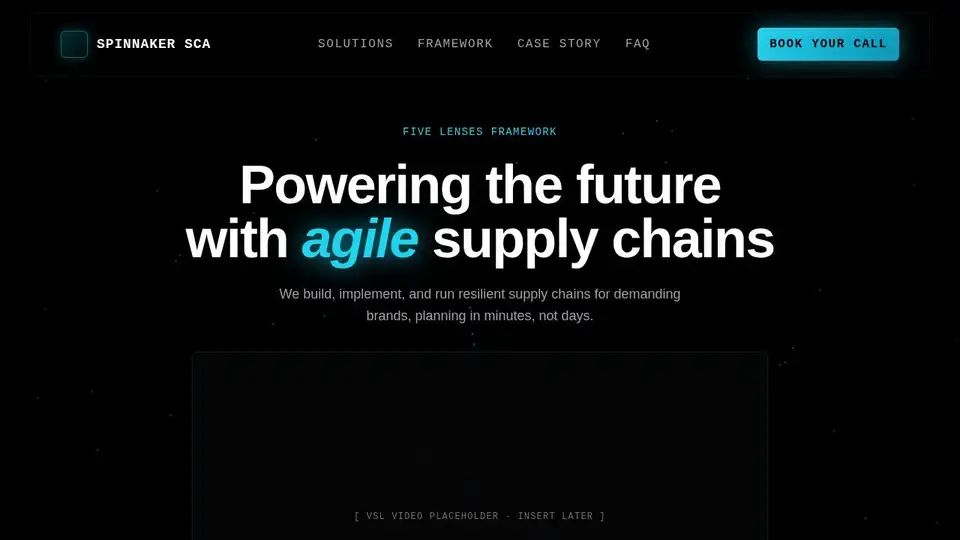 SPINNAKER SCA
SOLUTIONS
FRAMEWORK
CASE STORY
FAQ
BOOK YOUR CALL
FIVE LENSES FRAMEWORK
Powering the future
with agile supply chains
We build, implement, and run resilient supply chains for demanding
brands, planning in minutes, not days.
[ VSL VIDEO PLACEHOLDER - INSERT LATER ]